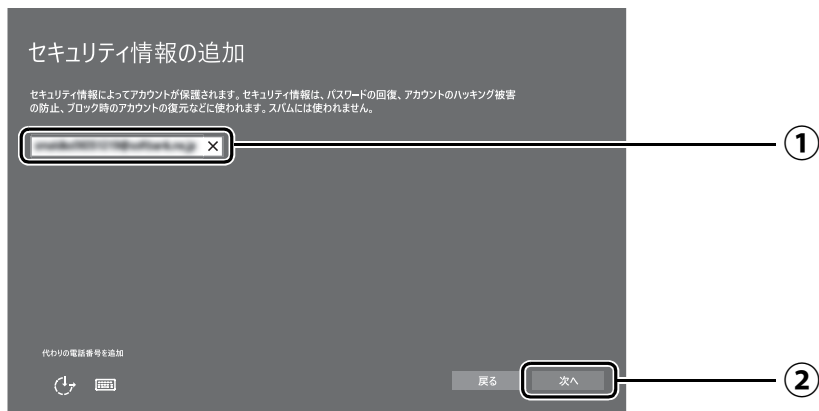 セキュリティ情報の追加
セキュリティ情報によってアカウントが保護されます。セキュリティ情報は、パスワードの回復、アカウントのハッキング被害
の防止、ブロック時のアカウントの復元などに使われます。スパムには使われません。
①
代わりの電話番号を追加
戻る
次へ
②